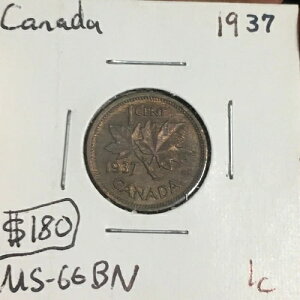 Canada 1937
1 CENT
1937
CANADA
$180
MS-66BN 1c